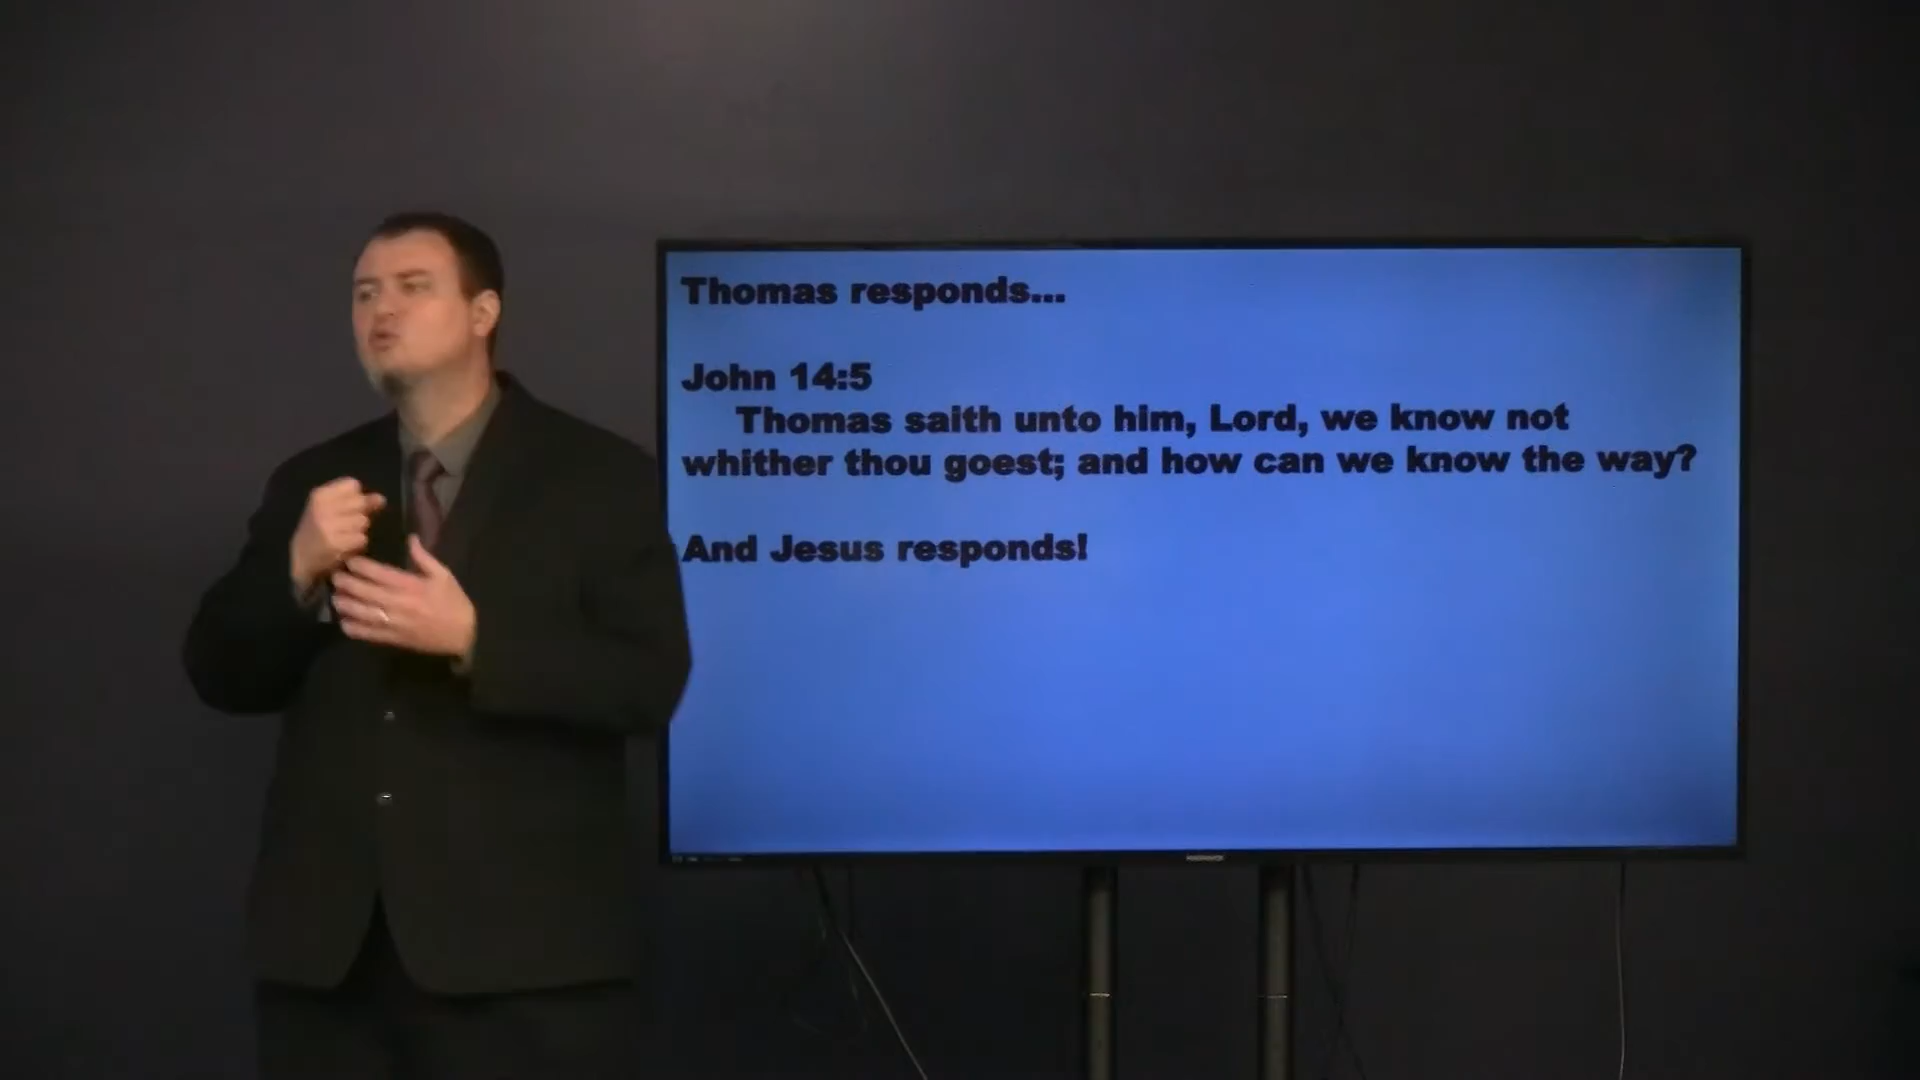 Thomas responds...
John 14:5
Thomas saith unto him, Lord, we know not
whither thou goest; and how can we know the way?
And Jesus responds!